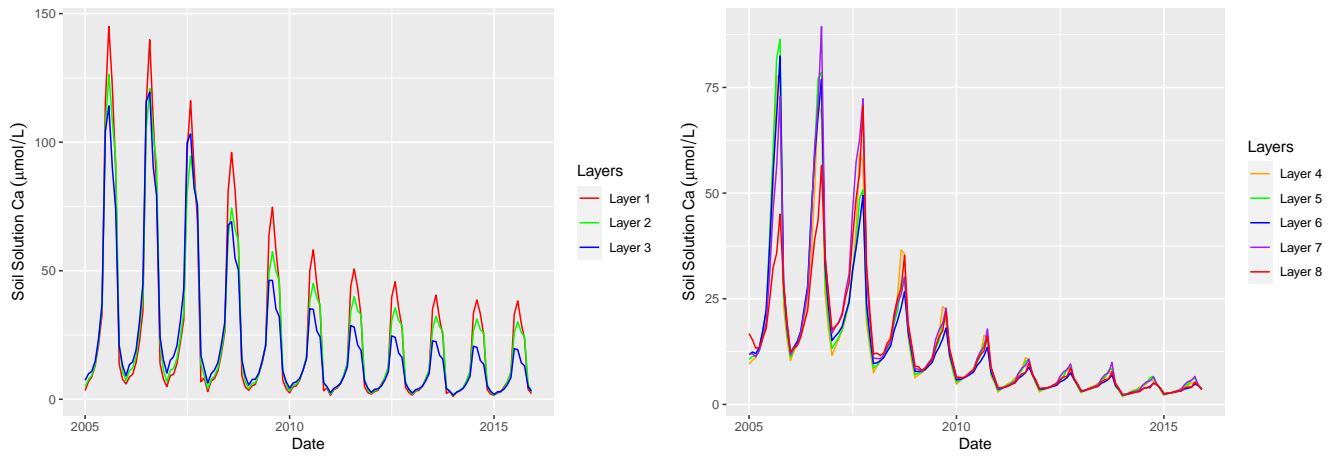 150
100
50
0
Soil Solution Ca (μmol/L)
2005
2010
2015
Date
Layers
Layer 1
Layer 2
Layer 3
75
50
25
0
Soil Solution Ca (μmol/L)
2005
2010
2015
Date
Layers
Layer 4
Layer 5
Layer 6
Layer 7
Layer 8